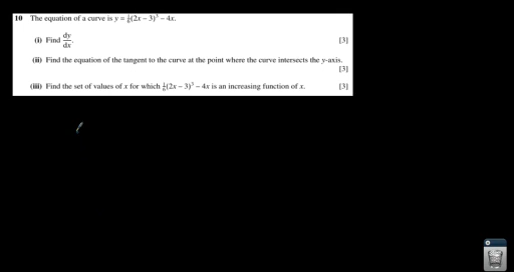 10 The equation of a curve is y = ⅙(2x − 3)³ − 4x.
(i) Find dy/dx. [3]
(ii) Find the equation of the tangent to the curve at the point where the curve intersects the y-axis.
[3]
(iii) Find the set of values of x for which ⅙(2x − 3)³ − 4x is an increasing function of x. [3]